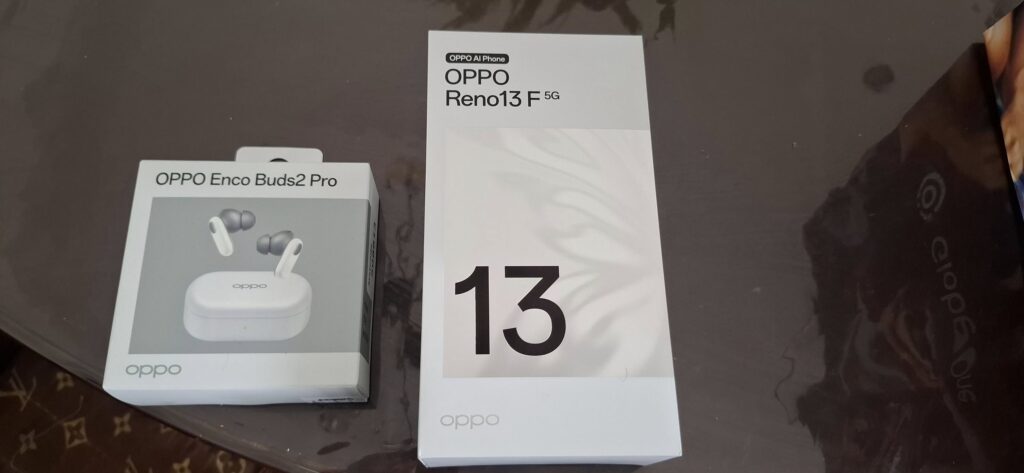 OPPO Enco Buds2 Pro
oppo
oppo
OPPO AI Phone
OPPO
Reno13 F 5G
13
oppo